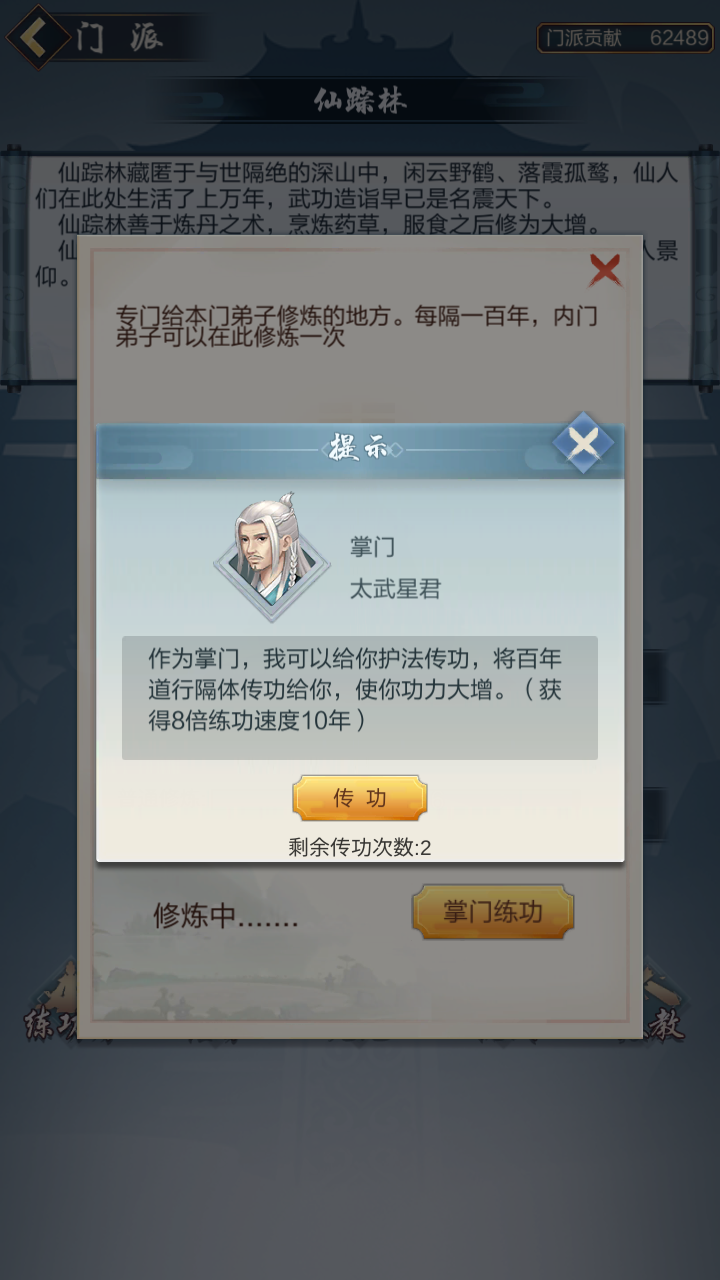 门 派
门派贡献 62489
仙踪林
仙踪林藏匿于与世隔绝的深山中，闲云野鹤、落霞孤鹜，仙人
们在此处生活了上万年，武功造诣早已是名震天下。
仙踪林善于炼丹之术，烹炼药草，服食之后修为大增。
仙
人景
仰。
专门给本门弟子修炼的地方。每隔一百年，内门
弟子可以在此修炼一次
提示
掌门
太武星君
作为掌门，我可以给你护法传功，将百年
道行隔体传功给你，使你功力大增。（获
得8倍练功速度10年）
传 功
剩余传功次数:2
修炼中.......
掌门练功
练功
教